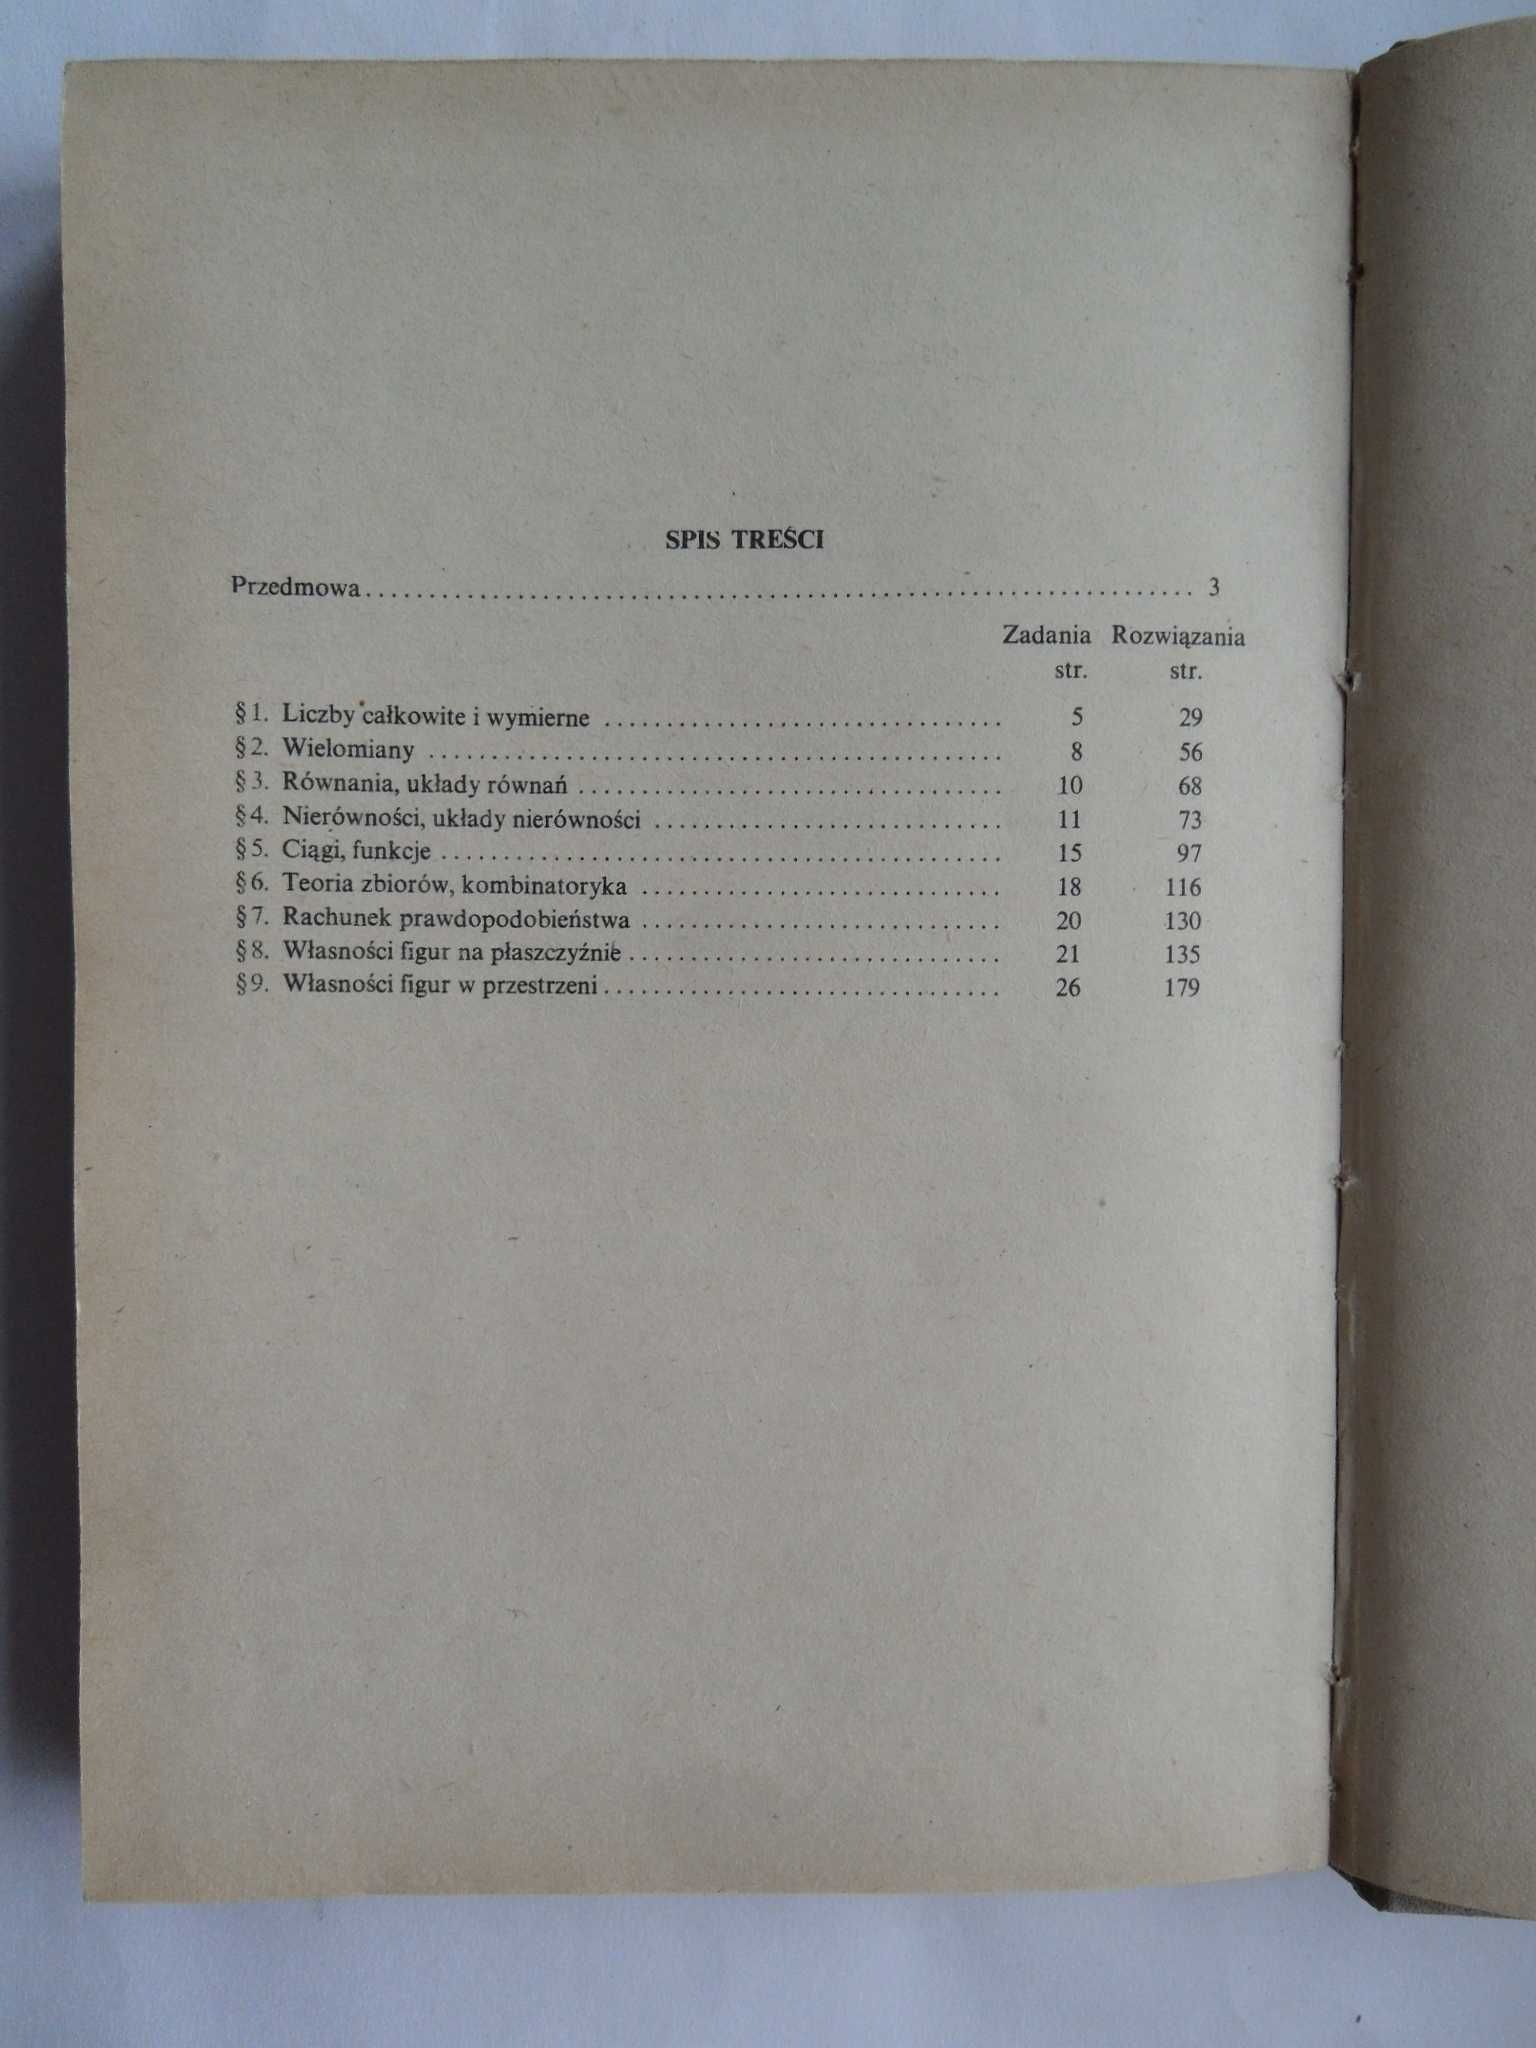 SPIS TREŚCI
Przedmowa........................................................................ 3
Zadania Rozwiązania
str. str.
§ 1. Liczby całkowite i wymierne ................................ 5 29
§ 2. Wielomiany .............................................. 8 56
§ 3. Równania, układy równań .................................. 10 68
§ 4. Nierówności, układy nierówności ............................ 11 73
§ 5. Ciągi, funkcje ............................................. 15 97
§ 6. Teoria zbiorów, kombinatoryka ............................. 18 116
§ 7. Rachunek prawdopodobieństwa ............................. 20 130
§ 8. Własności figur na płaszczyźnie .............................. 21 135
§ 9. Własności figur w przestrzeni ................................ 26 179